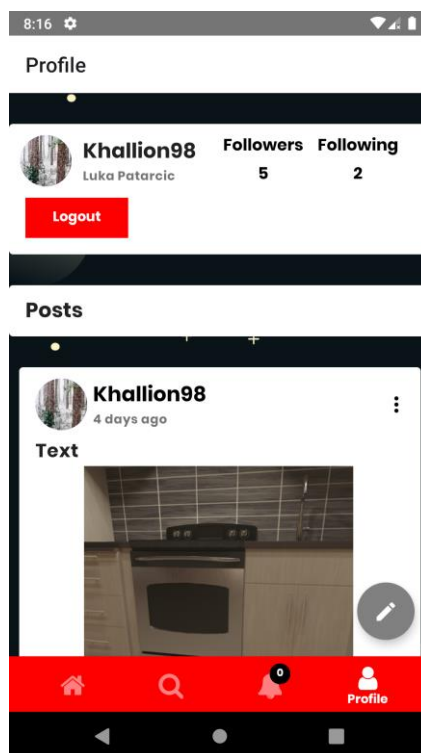 8:16
Profile
Khallion98
Luka Patarcic
Followers Following
5 2
Logout
Posts
Khallion98
4 days ago
Text
0
Profile